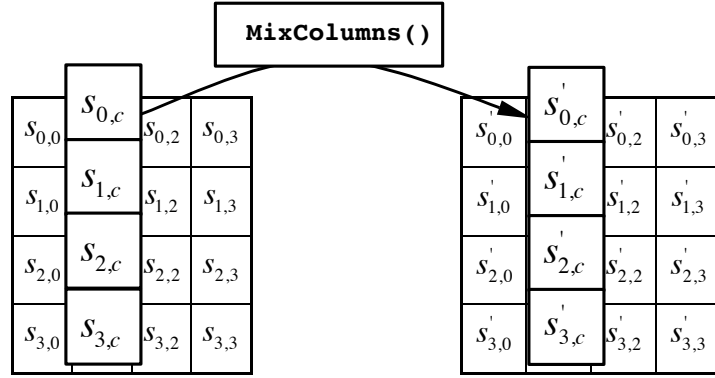 MixColumns()
s0,0 s0,c s0,2 s0,3 s'0,0 s'0,c s'0,2 s'0,3
s1,0 s1,c s1,2 s1,3 s'1,0 s'1,c s'1,2 s'1,3
s2,0 s2,c s2,2 s2,3 s'2,0 s'2,c s'2,2 s'2,3
s3,0 s3,c s3,2 s3,3 s'3,0 s'3,c s'3,2 s'3,3